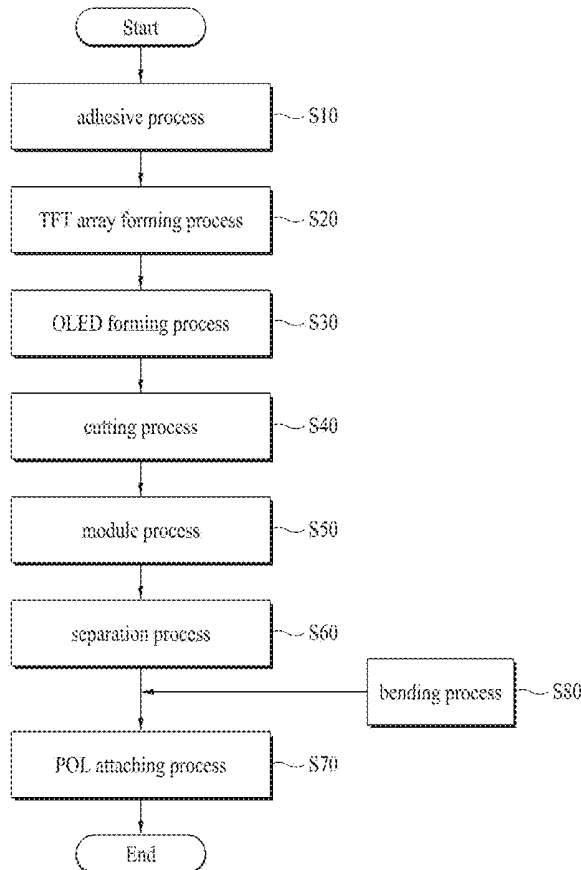 Start
adhesive process S10
TFT array forming process S20
OLED forming process S30
cutting process S40
module process S50
separation process S60
bending process S80
POL attaching process S70
End